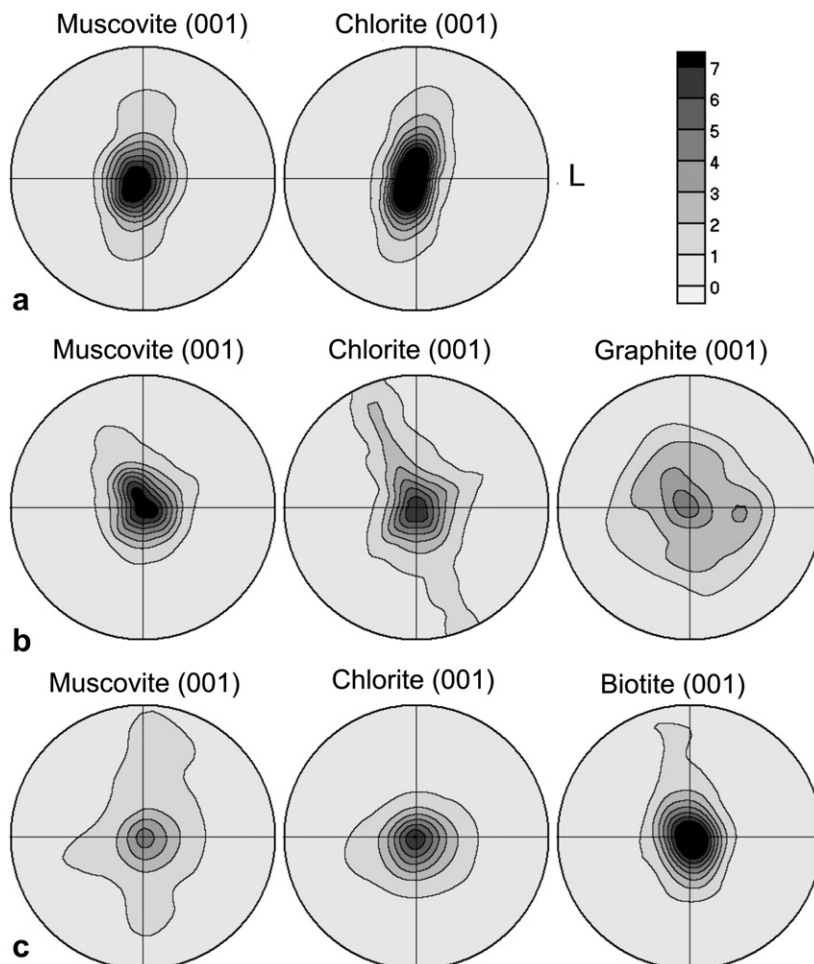 Muscovite (001) Chlorite (001)
7
6
5
4
3
2
1
0
L
a
Muscovite (001) Chlorite (001) Graphite (001)
b
Muscovite (001) Chlorite (001) Biotite (001)
c